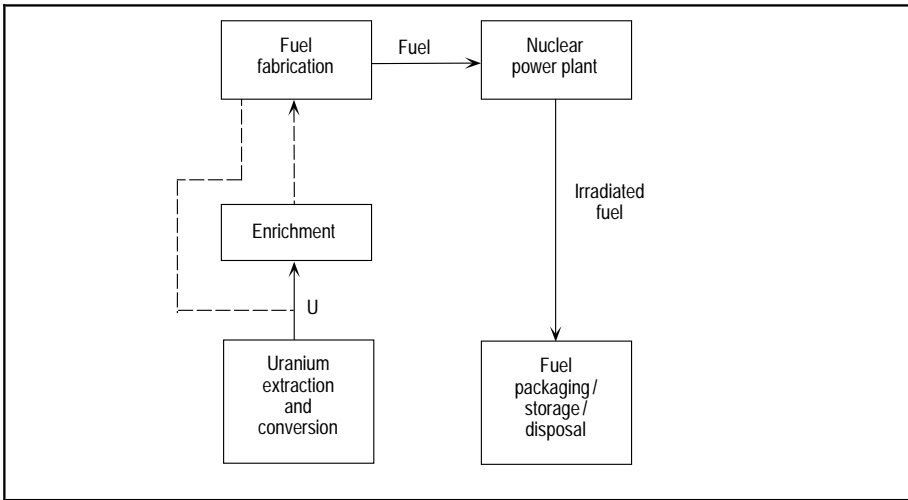 Fuel
fabrication
Fuel
Nuclear
power plant
Irradiated
fuel
Enrichment
U
Uranium
extraction
and
conversion
Fuel
packaging/
storage/
disposal